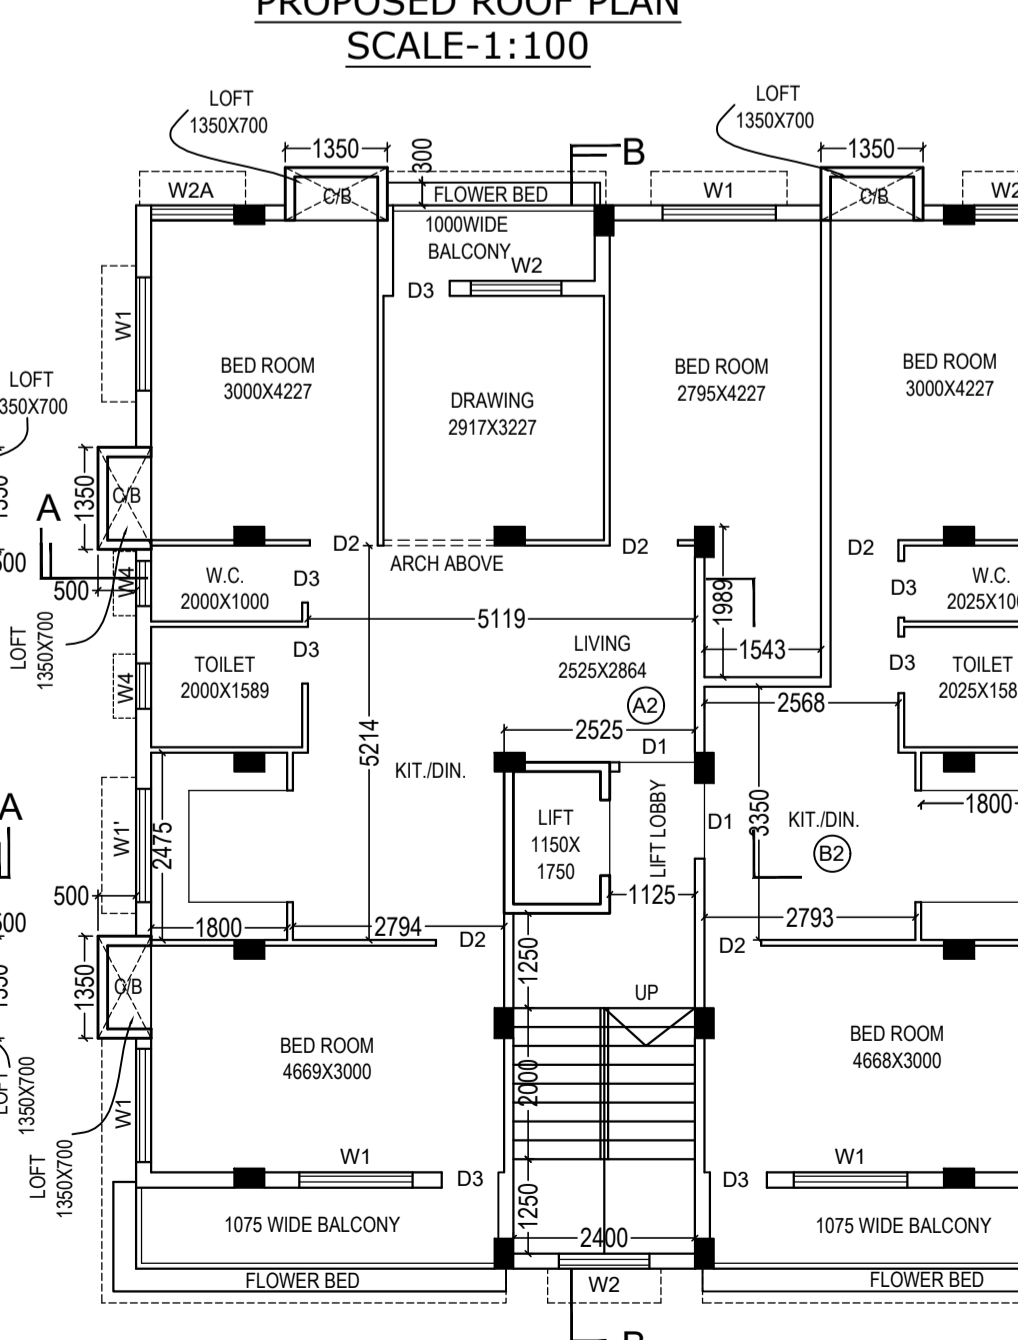 PROPOSED ROOF PLAN
SCALE-1:100
LOFT
1350X700
LOFT
1350X700
1350
300
B
1350
W2A
C/B
FLOWER BED
W1
C/B
1000WIDE
BALCONY
W2
D3
W1
BED ROOM
3000X4227
DRAWING
2917X3227
BED ROOM
2795X4227
BED ROOM
3000X4227
LOFT
C/B
1350
A
D2
ARCH ABOVE
D2
D2
W.C.
2000X1000
D3
W4
500
1989
D3
W.C.
LOFT
1350X700
5119
LIVING
2525X2864
1543
TOILET
2000X1589
D3
W4
A2
D3
TOILET
2568
2525
D1
5214
KIT./DIN.
A
W1'
2475
LIFT
1150X
1750
LIFT LOBBY
D1
3350
KIT./DIN.
B2
1800
500
1125
1800
2794
2793
D2
D2
1350
C/B
1250
UP
BED ROOM
4669X3000
BED ROOM
4668X3000
2000
LOFT
1350X700
W1
LOFT
1350X700
W1
D3
D3
W1
1075 WIDE BALCONY
1250
2400
1075 WIDE BALCONY
FLOWER BED
W2
FLOWER BED